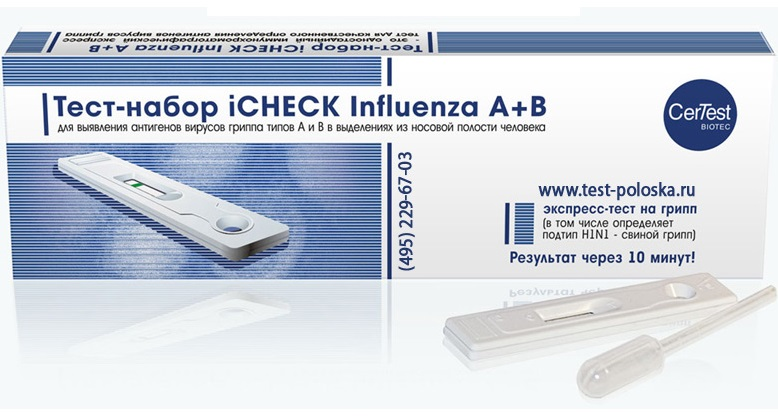 Тест-набор iCHECK Influenza A+B
- это одностадийный иммунохроматографический экспресс
тест для качественного определения антигена вирусов гриппа
Тест-набор iCHECK Influenza A+B
для выявления антигенов вирусов гриппа типов А и В в выделениях из носовой полости человека
CerTest
BIOTEC
(495) 229-67-03
www.test-poloska.ru
экспресс-тест на грипп
(в том числе определяет
подтип H1N1 - свиной грипп)
Результат через 10 минут!